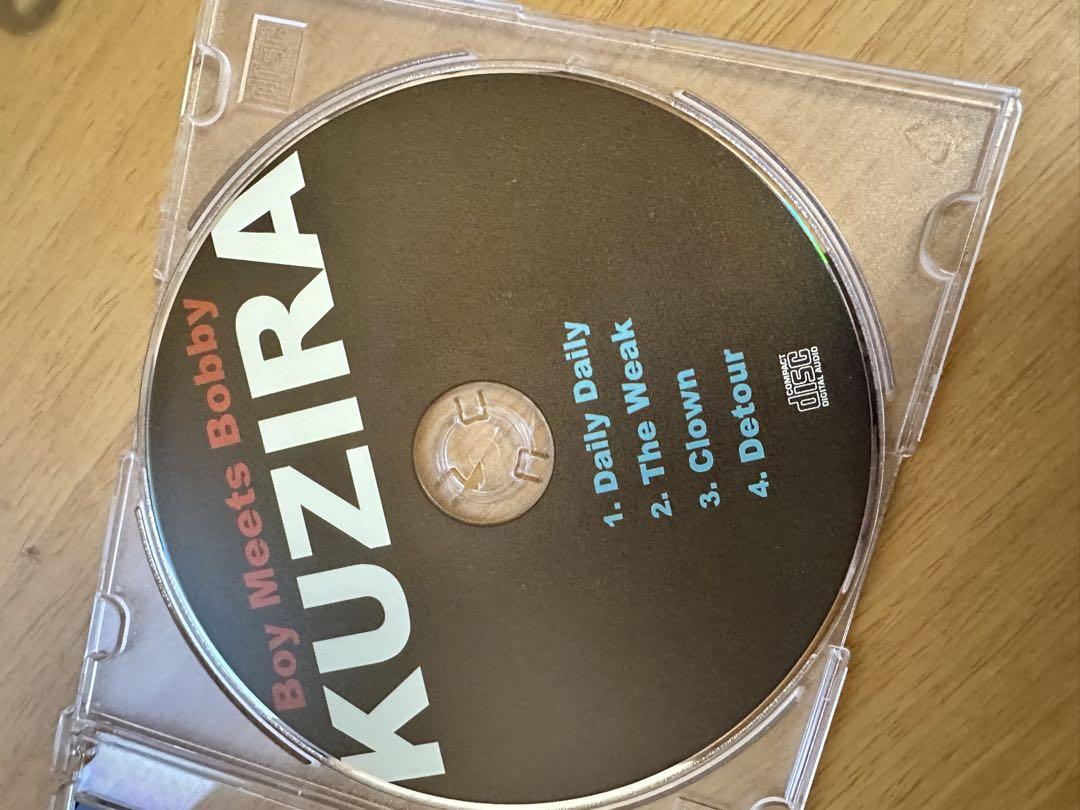 Boy Meets Bobby
KUZIRA
1. Daily Daily
2. The Weak
3. Clown
4. Detour
COMPACT
disc
DIGITAL AUDIO